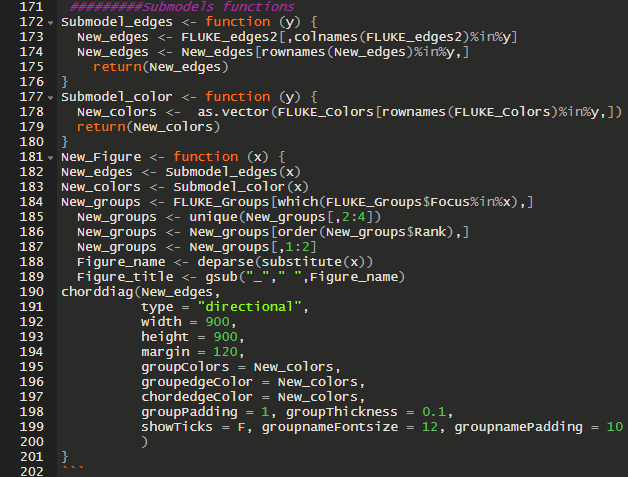 171 #########Submodels functions
172 Submodel_edges <- function (y) {
173 New_edges <- FLUKE_edges2[,colnames(FLUKE_edges2)%in%y]
174 New_edges <- New_edges[rownames(New_edges)%in%y,]
175 return(New_edges)
176 }
177 Submodel_color <- function (y) {
178 New_colors <- as.vector(FLUKE_Colors[rownames(FLUKE_Colors)%in%y,])
179 return(New_colors)
180 }
181 New_Figure <- function (x) {
182 New_edges <- Submodel_edges(x)
183 New_colors <- Submodel_color(x)
184 New_groups <- FLUKE_Groups[which(FLUKE_Groups$Focus%in%x),]
185 New_groups <- unique(New_groups[,2:4])
186 New_groups <- New_groups[order(New_groups$Rank),]
187 New_groups <- New_groups[,1:2]
188 Figure_name <- deparse(substitute(x))
189 Figure_title <- gsub("_"," ",Figure_name)
190 chorddiag(New_edges,
191 type = "directional",
192 width = 900,
193 height = 900,
194 margin = 120,
195 groupColors = New_colors,
196 groupedgeColor = New_colors,
197 chordedgeColor = New_colors,
198 groupPadding = 1, groupThickness = 0.1,
199 showTicks = F, groupnameFontsize = 12, groupnamePadding = 10
200 )
201 }
202 ```